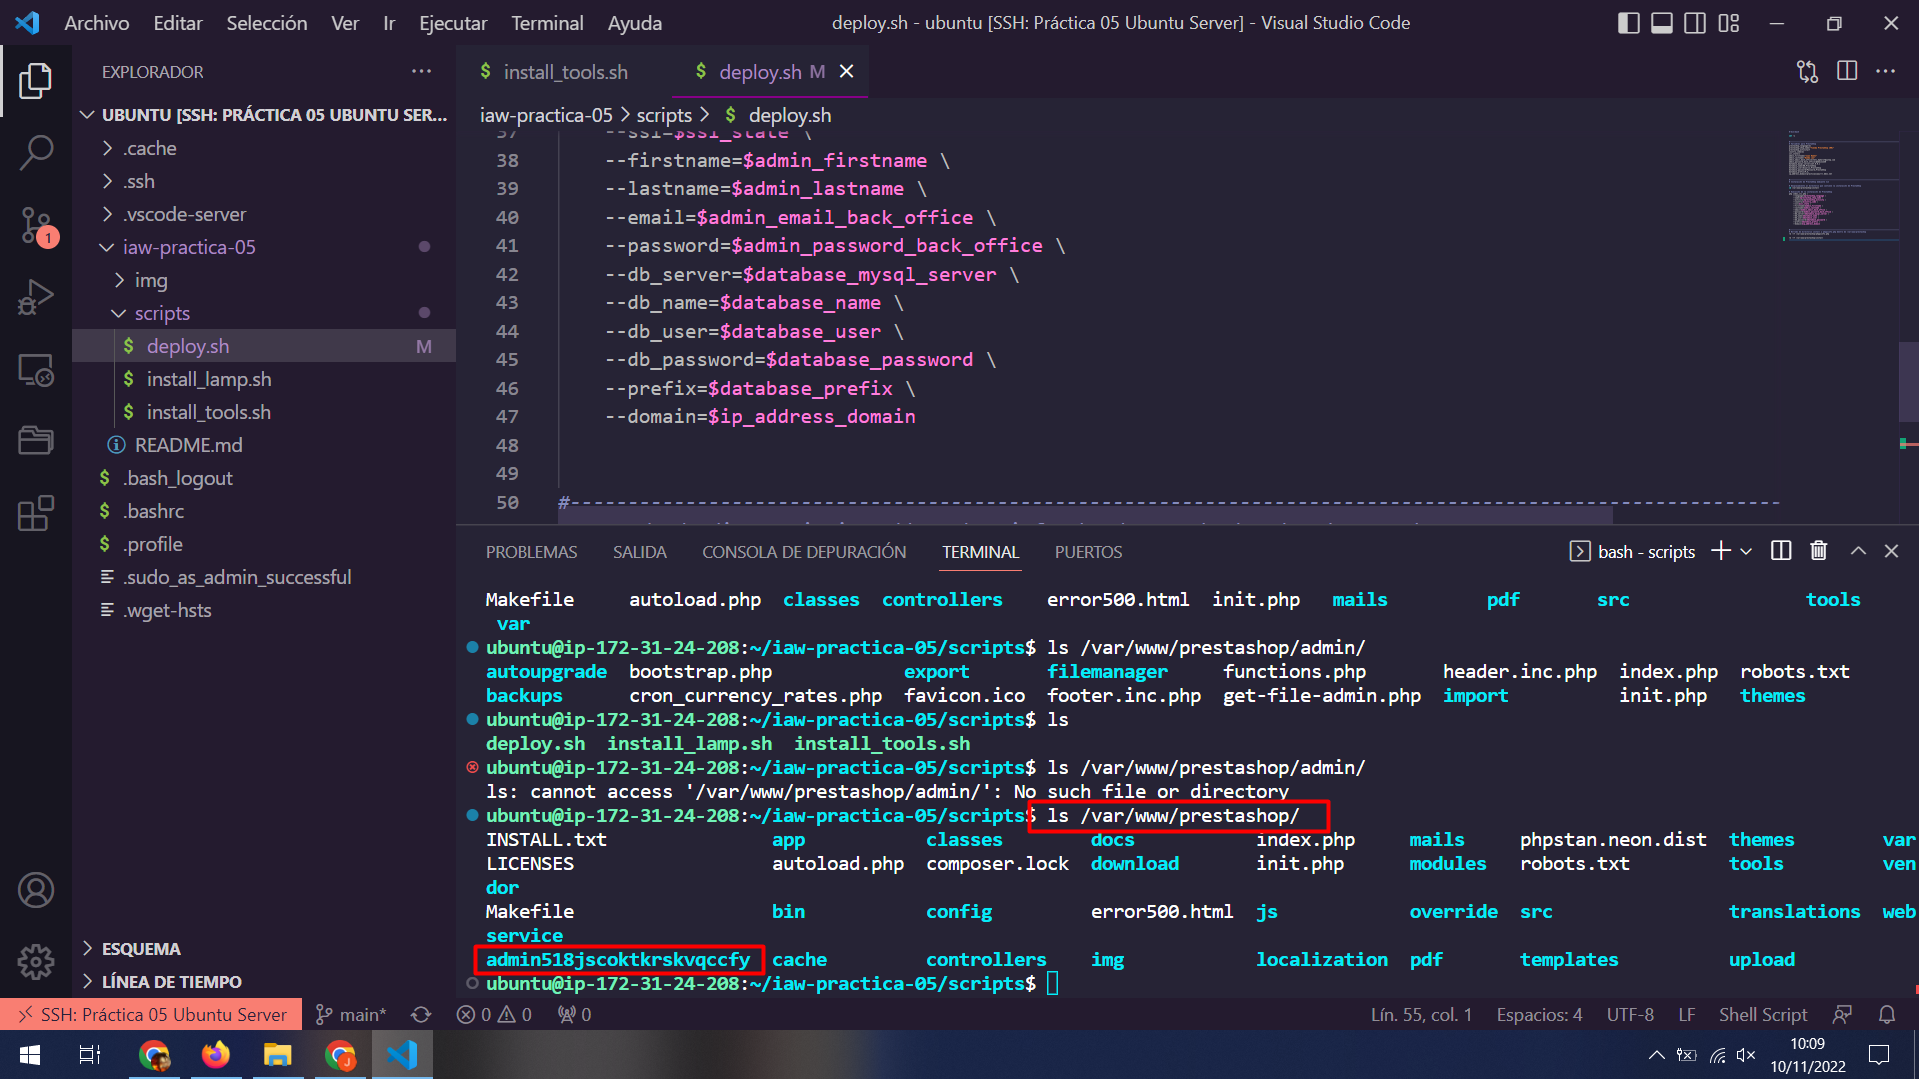 Archivo Editar Selección Ver Ir Ejecutar Terminal Ayuda
deploy.sh - ubuntu [SSH: Práctica 05 Ubuntu Server] - Visual Studio Code
EXPLORADOR
UBUNTU [SSH: PRÁCTICA 05 UBUNTU SER...
.cache
.ssh
.vscode-server
iaw-practica-05
img
scripts
$ deploy.sh M
$ install_lamp.sh
$ install_tools.sh
README.md
$ .bash_logout
$ .bashrc
$ .profile
.sudo_as_admin_successful
.wget-hsts
ESQUEMA
LÍNEA DE TIEMPO
1
$ install_tools.sh
$ deploy.sh M
iaw-practica-05 > scripts > $ deploy.sh
37 --ssl=$ssl_state \
38 --firstname=$admin_firstname \
39 --lastname=$admin_lastname \
40 --email=$admin_email_back_office \
41 --password=$admin_password_back_office \
42 --db_server=$database_mysql_server \
43 --db_name=$database_name \
44 --db_user=$database_user \
45 --db_password=$database_password \
46 --prefix=$database_prefix \
47 --domain=$ip_address_domain
48
49
50 #---------------------------------------------------------------------------------------------------------
PROBLEMAS SALIDA CONSOLA DE DEPURACIÓN TERMINAL PUERTOS
bash - scripts
Makefile autoload.php classes controllers error500.html init.php mails pdf src tools
var
ubuntu@ip-172-31-24-208:~/iaw-practica-05/scripts$ ls /var/www/prestashop/admin/
autoupgrade bootstrap.php export filemanager functions.php header.inc.php index.php robots.txt
backups cron_currency_rates.php favicon.ico footer.inc.php get-file-admin.php import init.php themes
ubuntu@ip-172-31-24-208:~/iaw-practica-05/scripts$ ls
deploy.sh install_lamp.sh install_tools.sh
ubuntu@ip-172-31-24-208:~/iaw-practica-05/scripts$ ls /var/www/prestashop/admin/
ls: cannot access '/var/www/prestashop/admin/': No such file or directory
ubuntu@ip-172-31-24-208:~/iaw-practica-05/scripts$ ls /var/www/prestashop/
INSTALL.txt app classes docs index.php mails phpstan.neon.dist themes var
LICENSES autoload.php composer.lock download init.php modules robots.txt tools ven
dor
Makefile bin config error500.html js override src translations web
service
admin518jscoktkrskvqccfy cache controllers img localization pdf templates upload
ubuntu@ip-172-31-24-208:~/iaw-practica-05/scripts$
SSH: Práctica 05 Ubuntu Server main* 0 0 0
Lín. 55, col. 1 Espacios: 4 UTF-8 LF Shell Script
J
10:09
10/11/2022